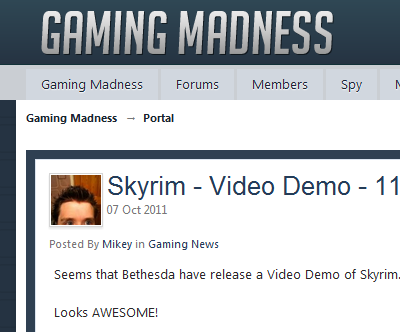 GAMING MADNESS
Gaming Madness Forums Members Spy
Gaming Madness → Portal
Skyrim - Video Demo - 11
07 Oct 2011
Posted By Mikey in Gaming News
Seems that Bethesda have release a Video Demo of Skyrim.
Looks AWESOME!